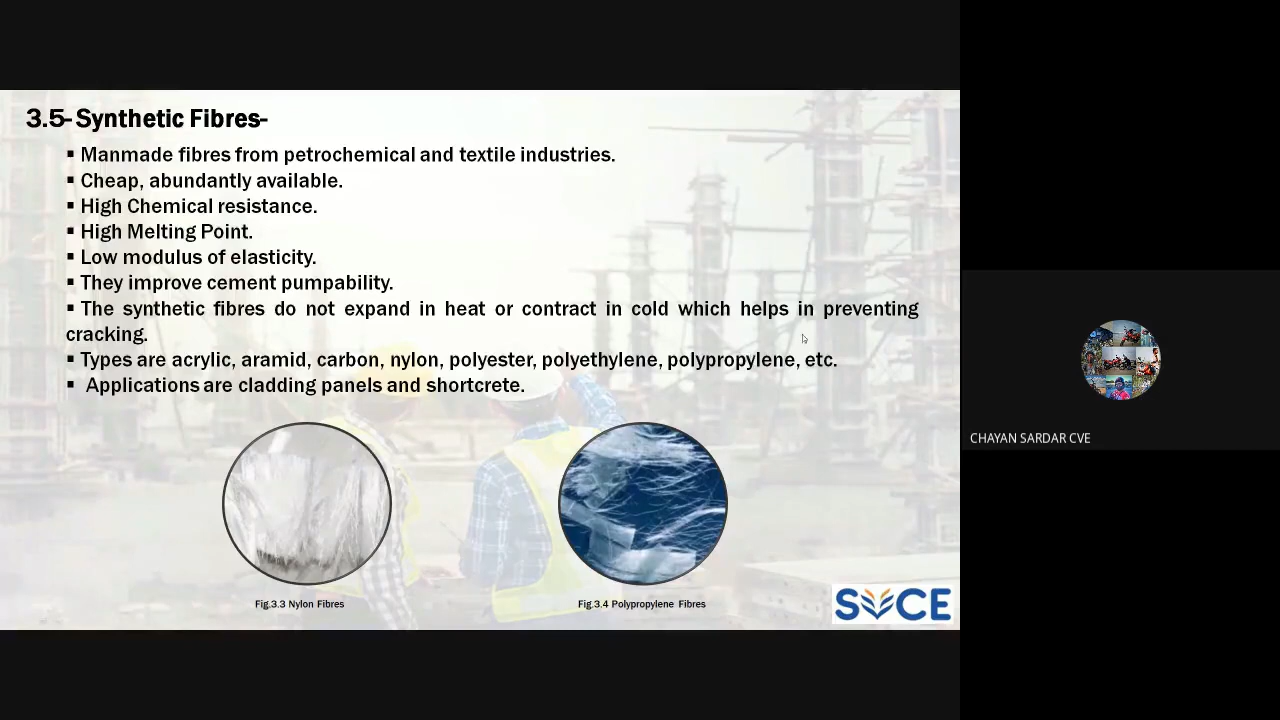 3.5- Synthetic Fibres-
▪ Manmade fibres from petrochemical and textile industries.
▪ Cheap, abundantly available.
▪ High Chemical resistance.
▪ High Melting Point.
▪ Low modulus of elasticity.
▪ They improve cement pumpability.
▪ The synthetic fibres do not expand in heat or contract in cold which helps in preventing
cracking.
▪ Types are acrylic, aramid, carbon, nylon, polyester, polyethylene, polypropylene, etc.
▪ Applications are cladding panels and shortcrete.
Fig.3.3 Nylon Fibres
Fig.3.4 Polypropylene Fibres
SVCE
CHAYAN SARDAR CVE